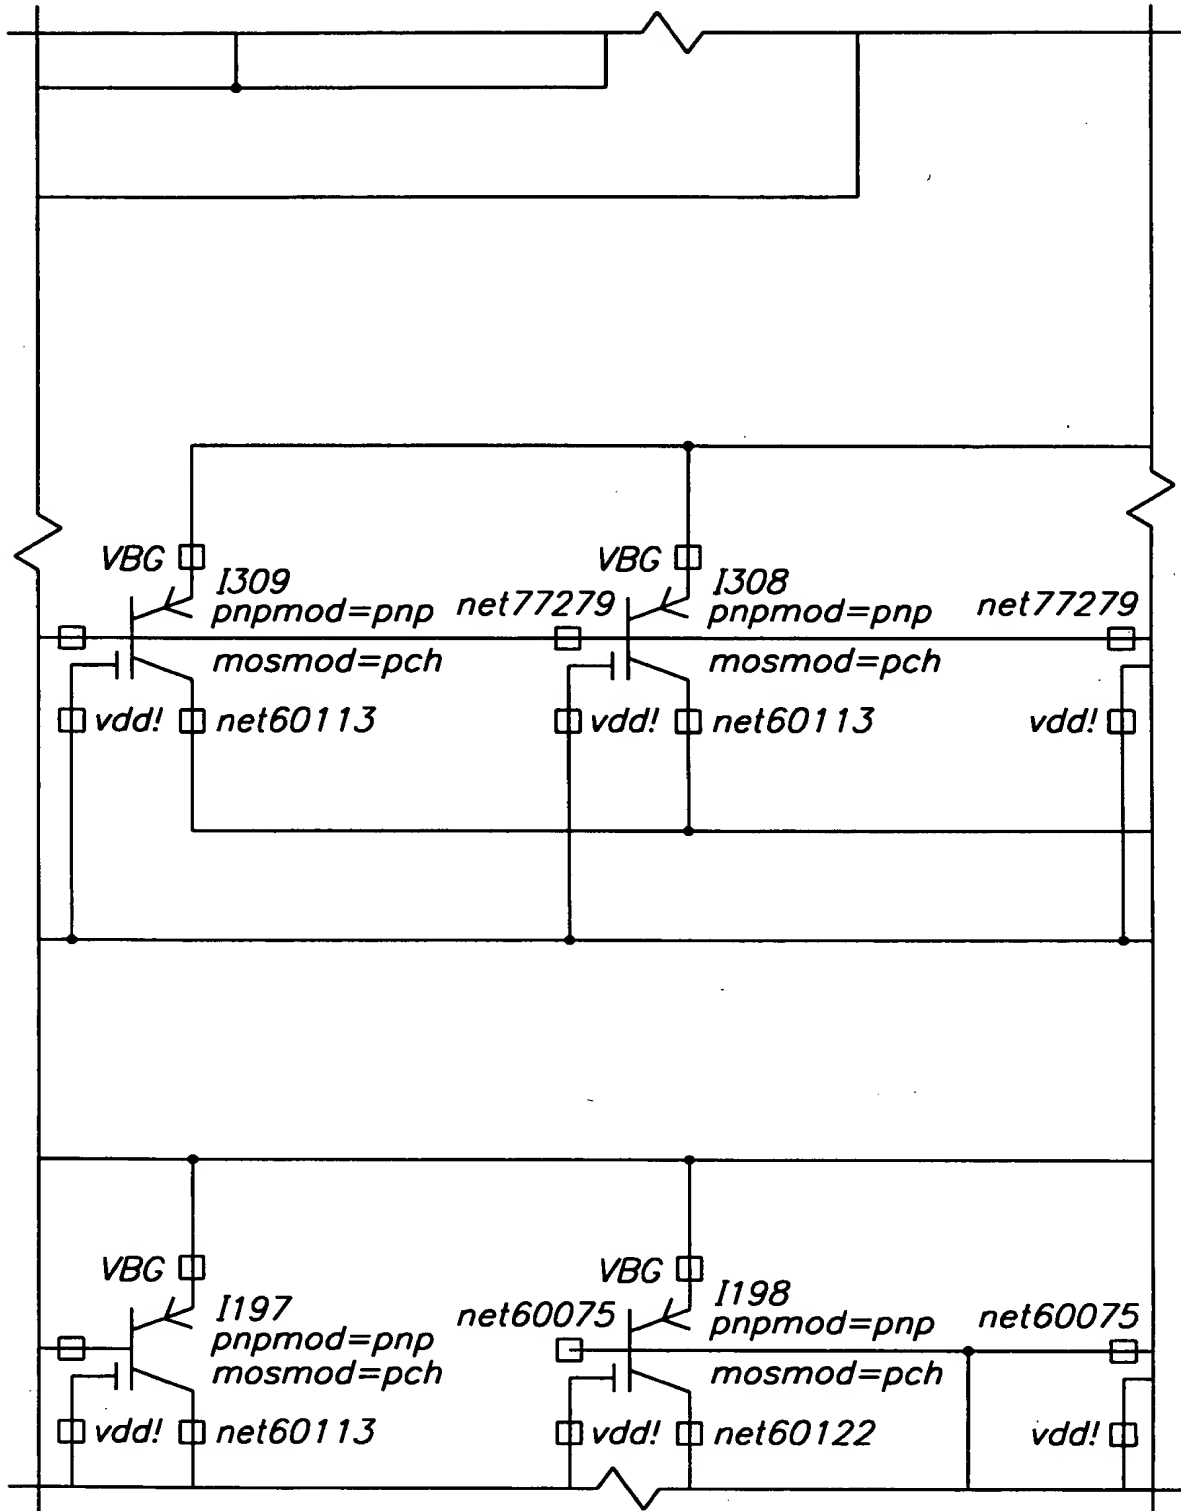 VBG
I309
pnpmod=pnp
mosmod=pch
vdd!
net60113
net77279
VBG
I308
pnpmod=pnp
mosmod=pch
vdd!
net60113
net77279
vdd!
VBG
I197
pnpmod=pnp
mosmod=pch
vdd!
net60113
net60075
VBG
I198
pnpmod=pnp
mosmod=pch
vdd!
net60122
net60075
vdd!